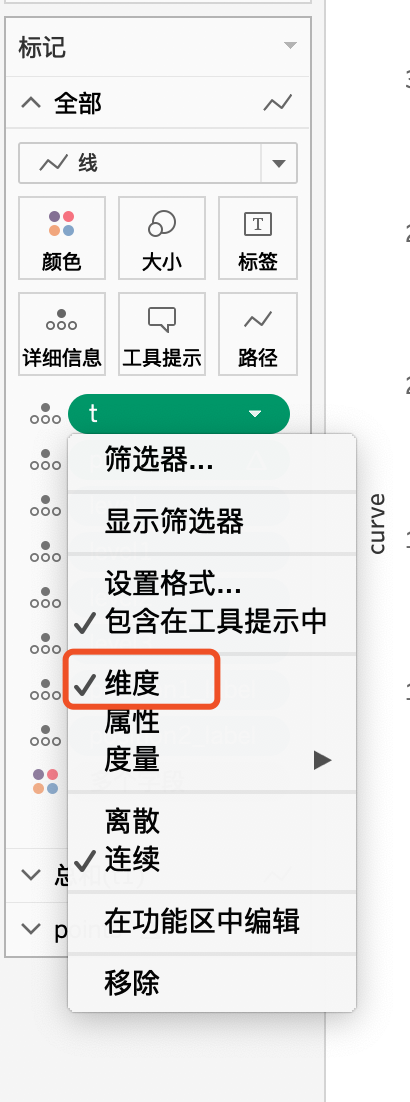 标记
全部
线
颜色
大小
标签
详细信息
工具提示
路径
t
筛选器...
显示筛选器
设置格式...
包含在工具提示中
维度
属性
度量
离散
连续
在功能区中编辑
移除
curve